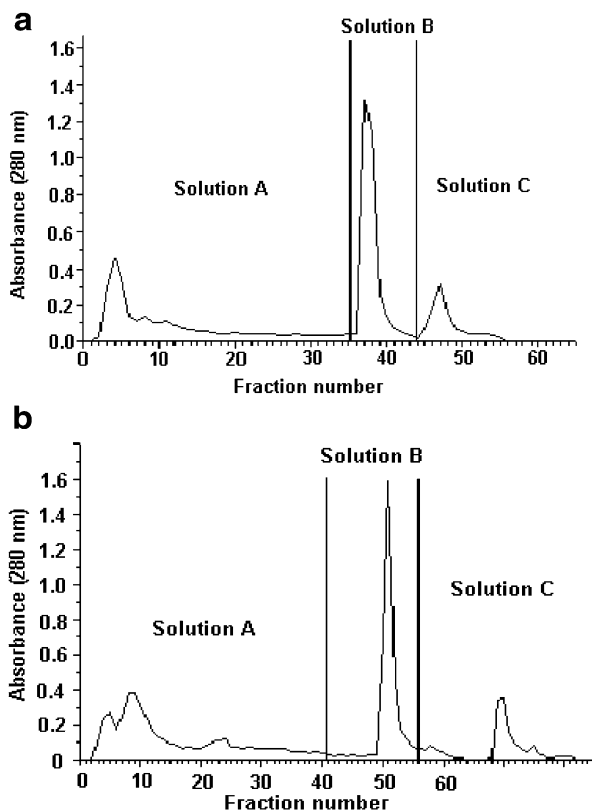 a
Solution B
1.6
1.4
1.2
1.0
0.8
0.6
0.4
0.2
0.0
Absorbance (280 nm)
Solution A
Solution C
0 10 20 30 40 50 60
Fraction number
b
Solution B
1.6
1.4
1.2
1.0
0.8
0.6
0.4
0.2
0
Absorbance (280 nm)
Solution A
Solution C
0 10 20 30 40 50 60
Fraction number